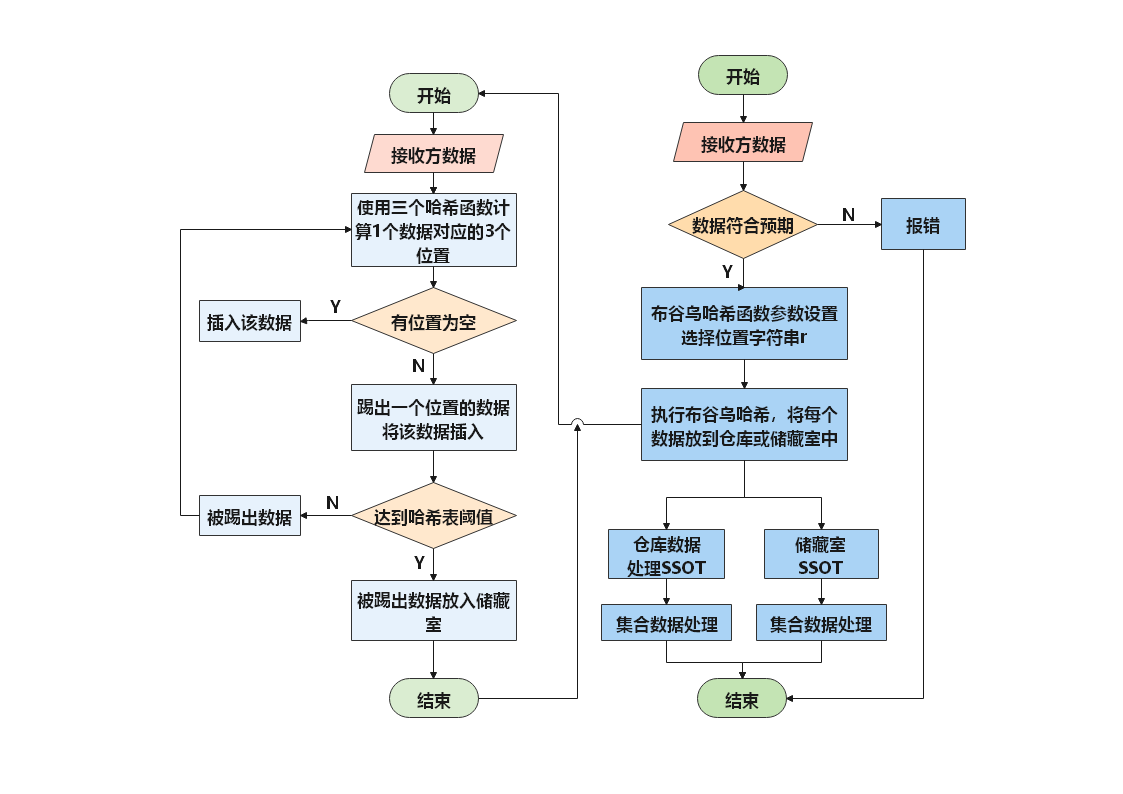 开始
接收方数据
使用三个哈希函数计
算1个数据对应的3个
位置
有位置为空
Y
插入该数据
N
踢出一个位置的数据
将该数据插入
达到哈希表阈值
N
被踢出数据
Y
被踢出数据放入储藏
室
结束
开始
接收方数据
数据符合预期
N
报错
Y
布谷鸟哈希函数参数设置
选择位置字符串r
执行布谷鸟哈希，将每个
数据放到仓库或储藏室中
仓库数据
处理SSOT
储藏室
SSOT
集合数据处理
集合数据处理
结束